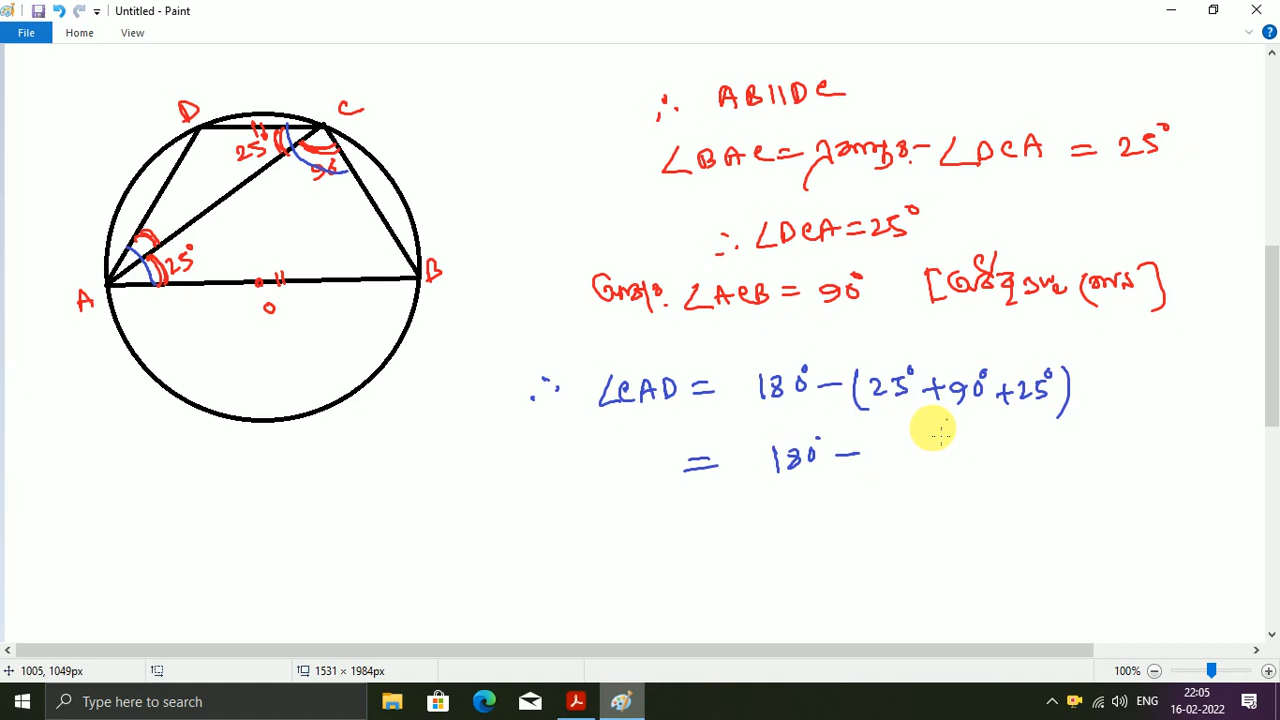 Untitled - Paint
File Home View
D C
25° 90°
25°
A B
O
∴ AB||DC
∠BAC = ∠DCA = 25°
∴ ∠DCA = 25°
∠ACB = 90°
∴ ∠CAD = 180° - (25° + 90° + 25°)
= 180° -
1005, 1049px 1531 × 1984px 100%
Type here to search ENG 22:05
16-02-2022